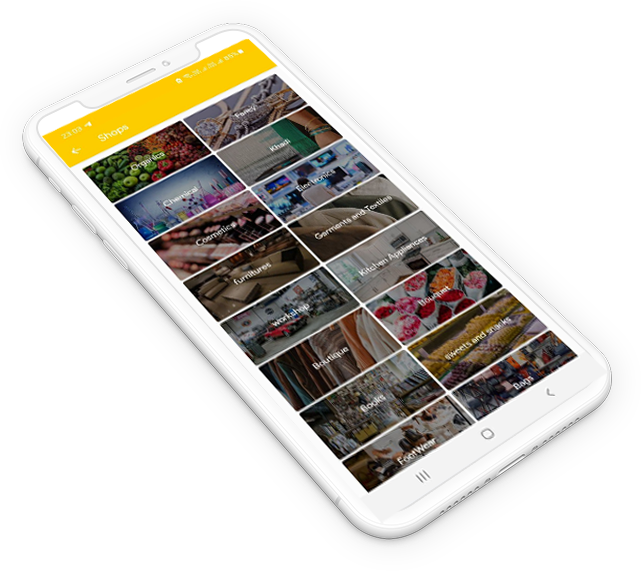 23:03
Shops
Organics
Fancy
Chemical
Khadi
Cosmetics
Electronics
furnitures
Garments and Textiles
workshop
Kitchen Appliances
Boutique
Bouquet
Books
sweets and snacks
FootWear
Bags